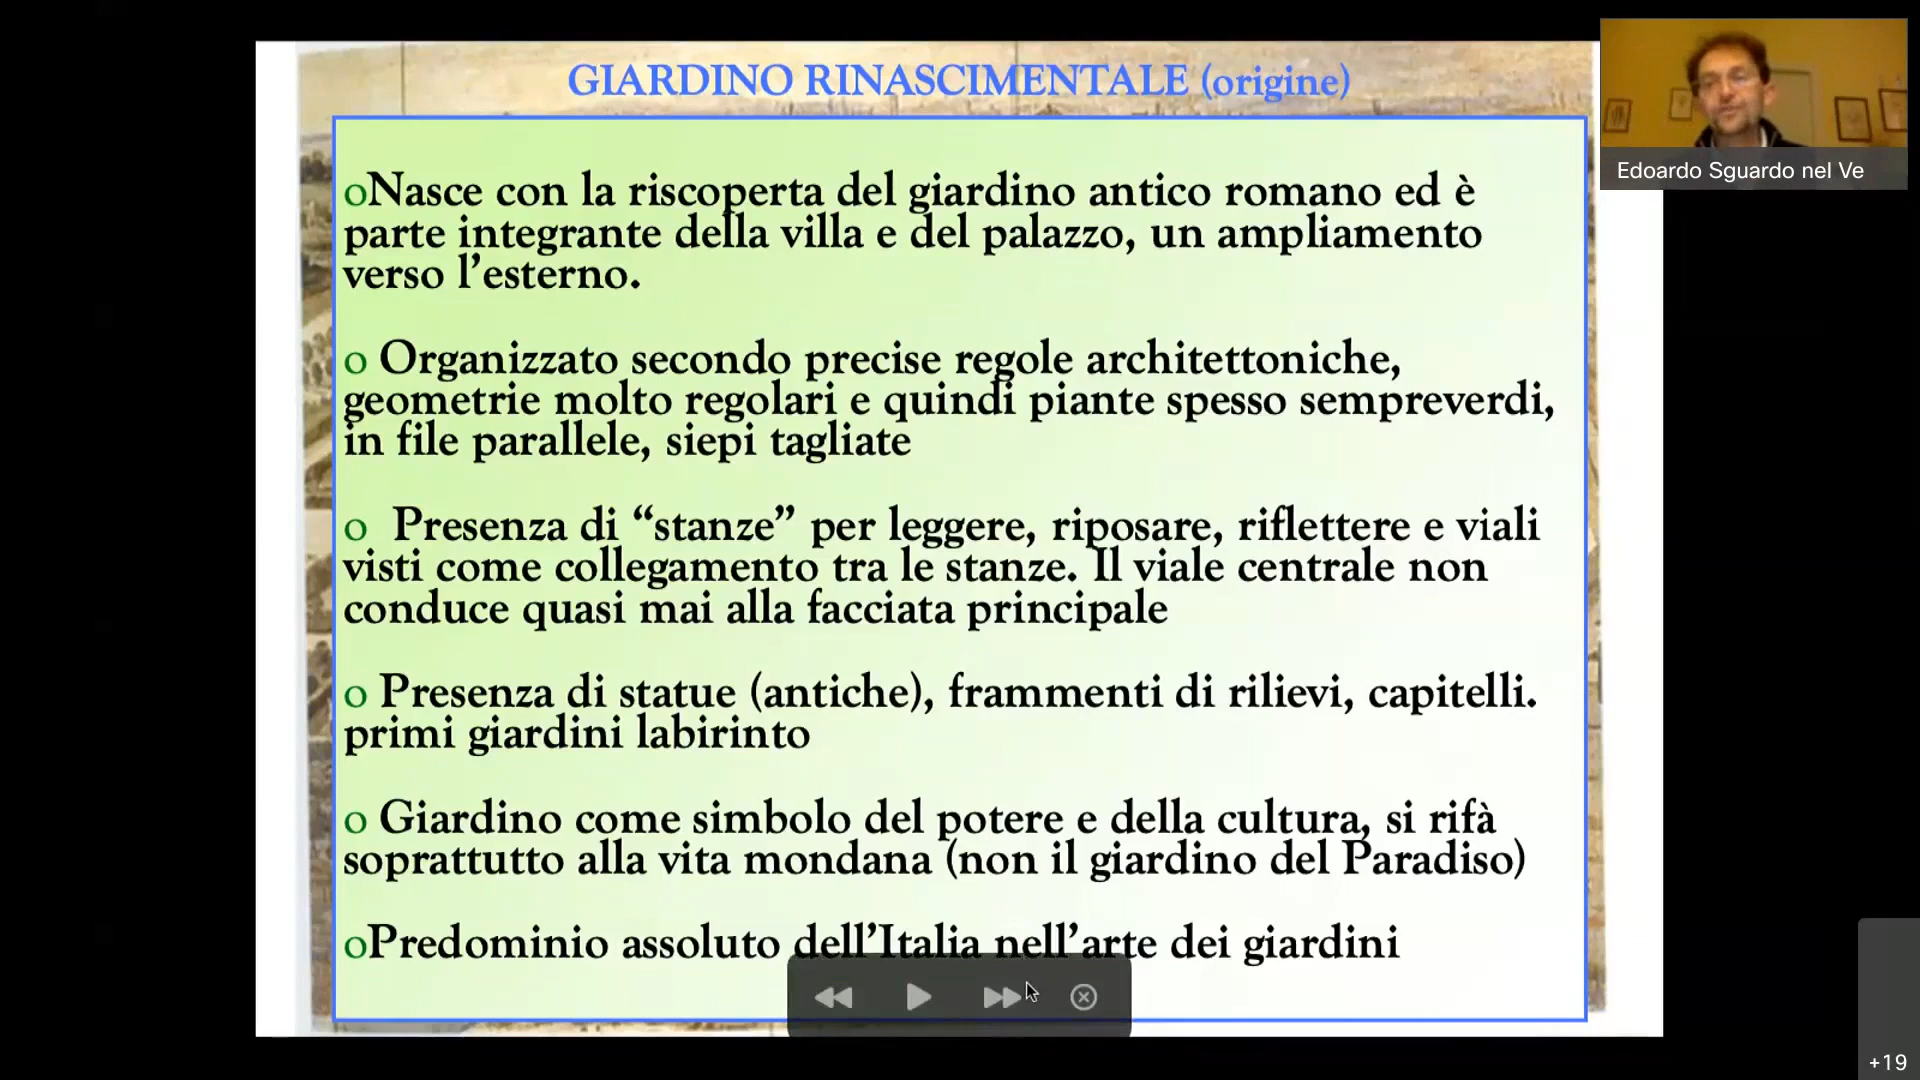 GIARDINO RINASCIMENTALE (origine)
Edoardo Sguardo nel Ve
oNasce con la riscoperta del giardino antico romano ed è
parte integrante della villa e del palazzo, un ampliamento
verso l’esterno.
o Organizzato secondo precise regole architettoniche,
geometrie molto regolari e quindi piante spesso sempreverdi,
in file parallele, siepi tagliate
o Presenza di “stanze” per leggere, riposare, riflettere e viali
visti come collegamento tra le stanze. Il viale centrale non
conduce quasi mai alla facciata principale
o Presenza di statue (antiche), frammenti di rilievi, capitelli.
primi giardini labirinto
o Giardino come simbolo del potere e della cultura, si rifà
soprattutto alla vita mondana (non il giardino del Paradiso)
oPredominio assoluto dell’Italia nell’arte dei giardini
+19